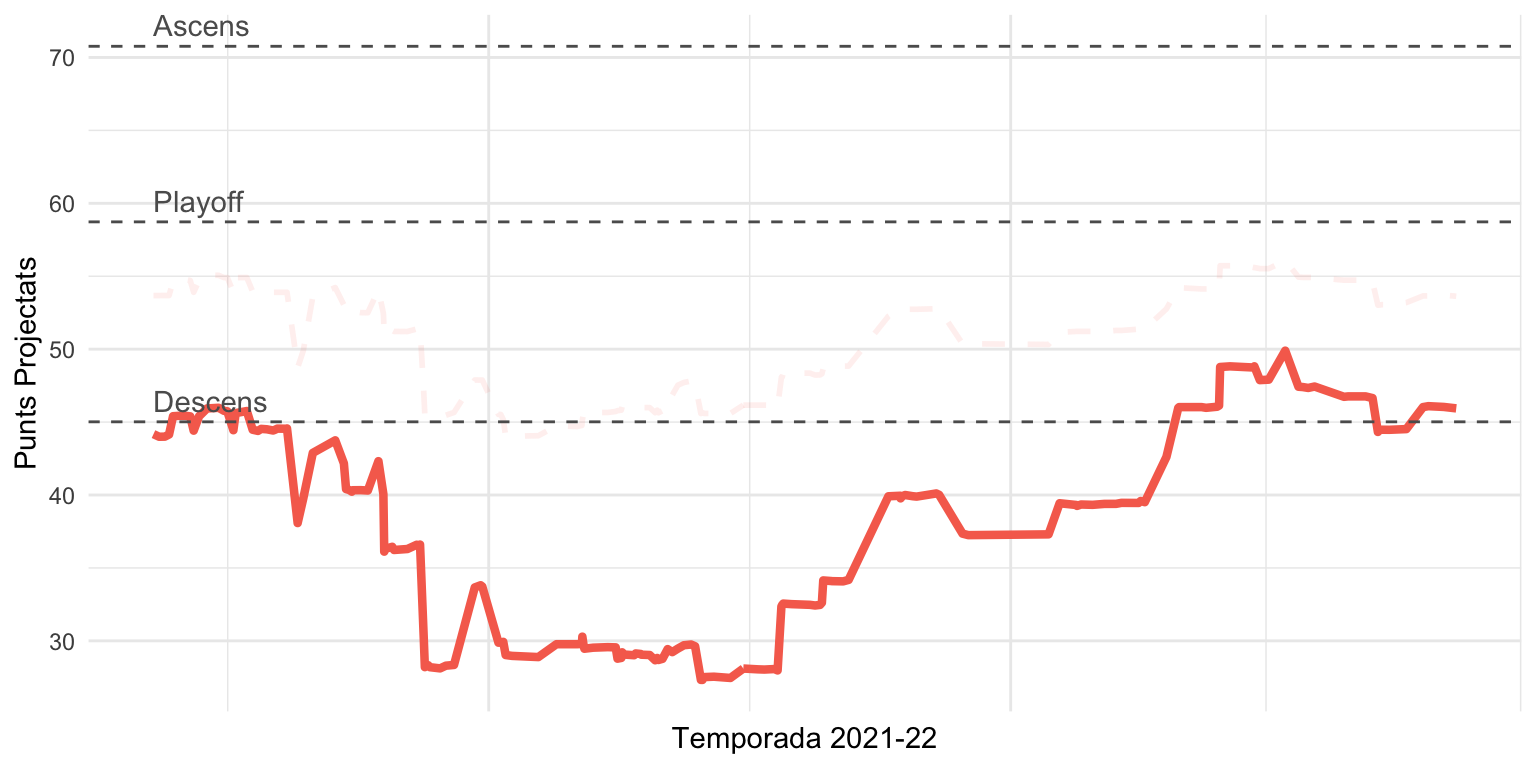 Ascens
70
Playoff
60
50
Descens
40
30
Punts Projectats
Temporada 2021-22